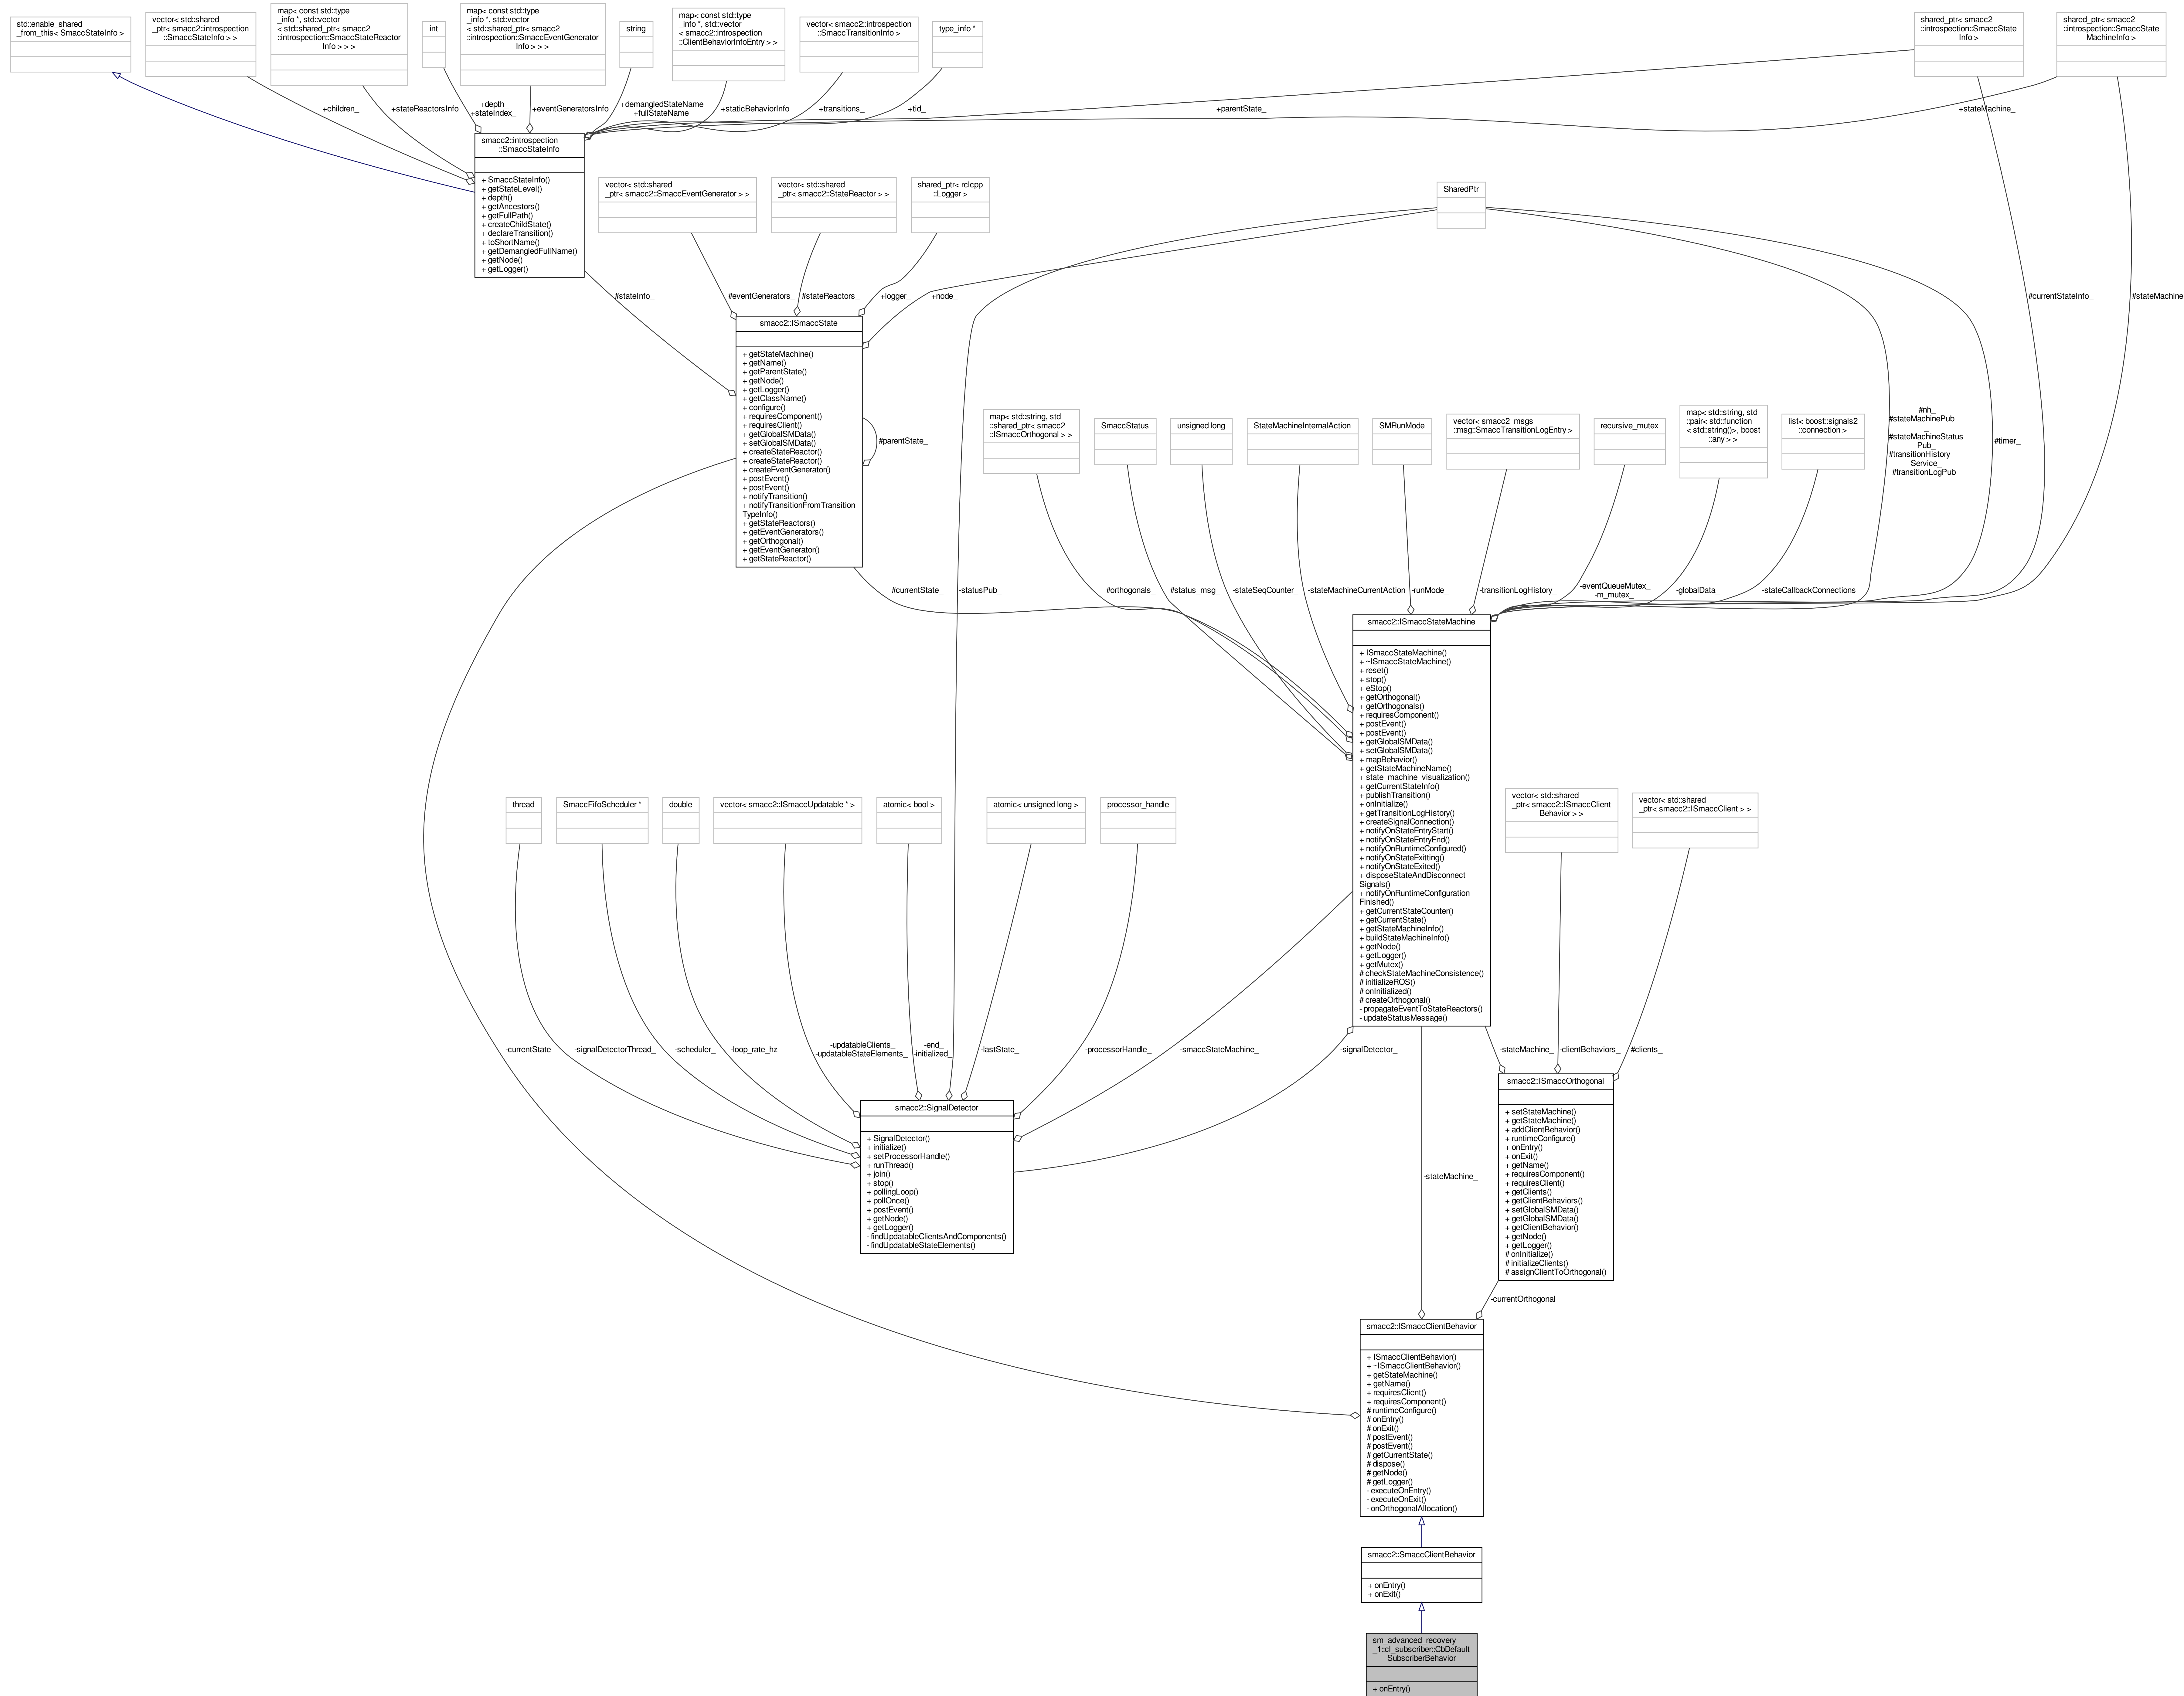 std::enable_shared
_from_this< SmaccStateInfo >
vector< std::shared
_ptr< smacc2::introspection
::SmaccStateInfo > >
map< const std::type
_info *, std::vector
< std::shared_ptr< smacc2
::introspection::SmaccStateReactor
Info > > >
int
map< const std::type
_info *, std::vector
< std::shared_ptr< smacc2
::introspection::SmaccEventGenerator
Info > > >
string
map< const std::type
_info *, std::vector
< smacc2::introspection
::ClientBehaviorInfoEntry > >
vector< smacc2::introspection
::SmaccTransitionInfo >
type_info *
shared_ptr< smacc2
::introspection::SmaccState
Info >
shared_ptr< smacc2
::introspection::SmaccState
MachineInfo >
+children_
+stateReactorsInfo
+depth_
+stateIndex_
+eventGeneratorsInfo
+demangledStateName
+fullStateName
+staticBehaviorInfo
+transitions_
+tid_
+parentState_
+stateMachine_
smacc2::introspection
::SmaccStateInfo
+ SmaccStateInfo()
+ getStateLevel()
+ depth()
+ getAncestors()
+ getFullPath()
+ createChildState()
+ declareTransition()
+ toShortName()
+ getDemangledFullName()
+ getNode()
+ getLogger()
vector< std::shared
_ptr< smacc2::SmaccEventGenerator > >
vector< std::shared
_ptr< smacc2::StateReactor > >
shared_ptr< rclcpp
::Logger >
SharedPtr
#stateInfo_
#eventGenerators_
#stateReactors_
+logger_
+node_
#currentStateInfo_
#stateMachine
smacc2::ISmaccState
+ getStateMachine()
+ getName()
+ getParentState()
+ getNode()
+ getLogger()
+ getClassName()
+ configure()
+ requiresComponent()
+ requiresClient()
+ getGlobalSMData()
+ setGlobalSMData()
+ createStateReactor()
+ createStateReactor()
+ createEventGenerator()
+ postEvent()
+ postEvent()
+ notifyTransition()
+ notifyTransitionFromTransition
TypeInfo()
+ getStateReactors()
+ getEventGenerators()
+ getOrthogonal()
+ getEventGenerator()
+ getStateReactor()
#parentState_
map< std::string, std
::shared_ptr< smacc2
::ISmaccOrthogonal > >
SmaccStatus
unsigned long
StateMachineInternalAction
SMRunMode
vector< smacc2_msgs
::msg::SmaccTransitionLogEntry >
recursive_mutex
map< std::string, std
::pair< std::function
< std::string()>, boost
::any > >
list< boost::signals2
::connection >
#nh_
#stateMachinePub
_
#stateMachineStatus
Pub_
#transitionHistory
Service_
#transitionLogPub_
#timer_
#currentState_
-statusPub_
#orthogonals_
#status_msg_
-stateSeqCounter_
-stateMachineCurrentAction
-runMode_
-transitionLogHistory_
-eventQueueMutex_
-m_mutex_
-globalData_
-stateCallbackConnections
smacc2::ISmaccStateMachine
+ ISmaccStateMachine()
+ ~ISmaccStateMachine()
+ reset()
+ stop()
+ eStop()
+ getOrthogonal()
+ getOrthogonals()
+ requiresComponent()
+ postEvent()
+ postEvent()
+ getGlobalSMData()
+ setGlobalSMData()
+ mapBehavior()
+ getStateMachineName()
+ state_machine_visualization()
+ getCurrentStateInfo()
+ publishTransition()
+ onInitialize()
+ getTransitionLogHistory()
+ createSignalConnection()
+ notifyOnStateEntryStart()
+ notifyOnStateEntryEnd()
+ notifyOnRuntimeConfigured()
+ notifyOnStateExitting()
+ notifyOnStateExited()
+ disposeStateAndDisconnect
Signals()
+ notifyOnRuntimeConfiguration
Finished()
+ getCurrentStateCounter()
+ getCurrentState()
+ getStateMachineInfo()
+ buildStateMachineInfo()
+ getNode()
+ getLogger()
+ getMutex()
# checkStateMachineConsistence()
# initializeROS()
# onInitialized()
# createOrthogonal()
- propagateEventToStateReactors()
- updateStatusMessage()
thread
SmaccFifoScheduler *
double
vector< smacc2::ISmaccUpdatable * >
atomic< bool >
atomic< unsigned long >
processor_handle
vector< std::shared
_ptr< smacc2::ISmaccClient
Behavior > >
vector< std::shared
_ptr< smacc2::ISmaccClient > >
-currentState
-signalDetectorThread_
-scheduler_
-loop_rate_hz
-updatableClients_
-updatableStateElements_
-end_
-initialized_
-lastState_
-processorHandle_
-smaccStateMachine_
-signalDetector_
-stateMachine_
-clientBehaviors_
#clients_
smacc2::SignalDetector
+ SignalDetector()
+ initialize()
+ setProcessorHandle()
+ runThread()
+ join()
+ stop()
+ pollingLoop()
+ pollOnce()
+ postEvent()
+ getNode()
+ getLogger()
- findUpdatableClientsAndComponents()
- findUpdatableStateElements()
smacc2::ISmaccOrthogonal
+ setStateMachine()
+ getStateMachine()
+ addClientBehavior()
+ runtimeConfigure()
+ onEntry()
+ onExit()
+ getName()
+ requiresComponent()
+ requiresClient()
+ getClients()
+ getClientBehaviors()
+ setGlobalSMData()
+ getGlobalSMData()
+ getClientBehavior()
+ getNode()
+ getLogger()
# onInitialize()
# initializeClients()
# assignClientToOrthogonal()
-stateMachine_
-currentOrthogonal
smacc2::ISmaccClientBehavior
+ ISmaccClientBehavior()
+ ~ISmaccClientBehavior()
+ getStateMachine()
+ getName()
+ requiresClient()
+ requiresComponent()
# runtimeConfigure()
# onEntry()
# onExit()
# postEvent()
# postEvent()
# getCurrentState()
# dispose()
# getNode()
# getLogger()
- executeOnEntry()
- executeOnExit()
- onOrthogonalAllocation()
smacc2::SmaccClientBehavior
+ onEntry()
+ onExit()
sm_advanced_recovery
_1::cl_subscriber::CbDefault
SubscriberBehavior
+ onEntry()